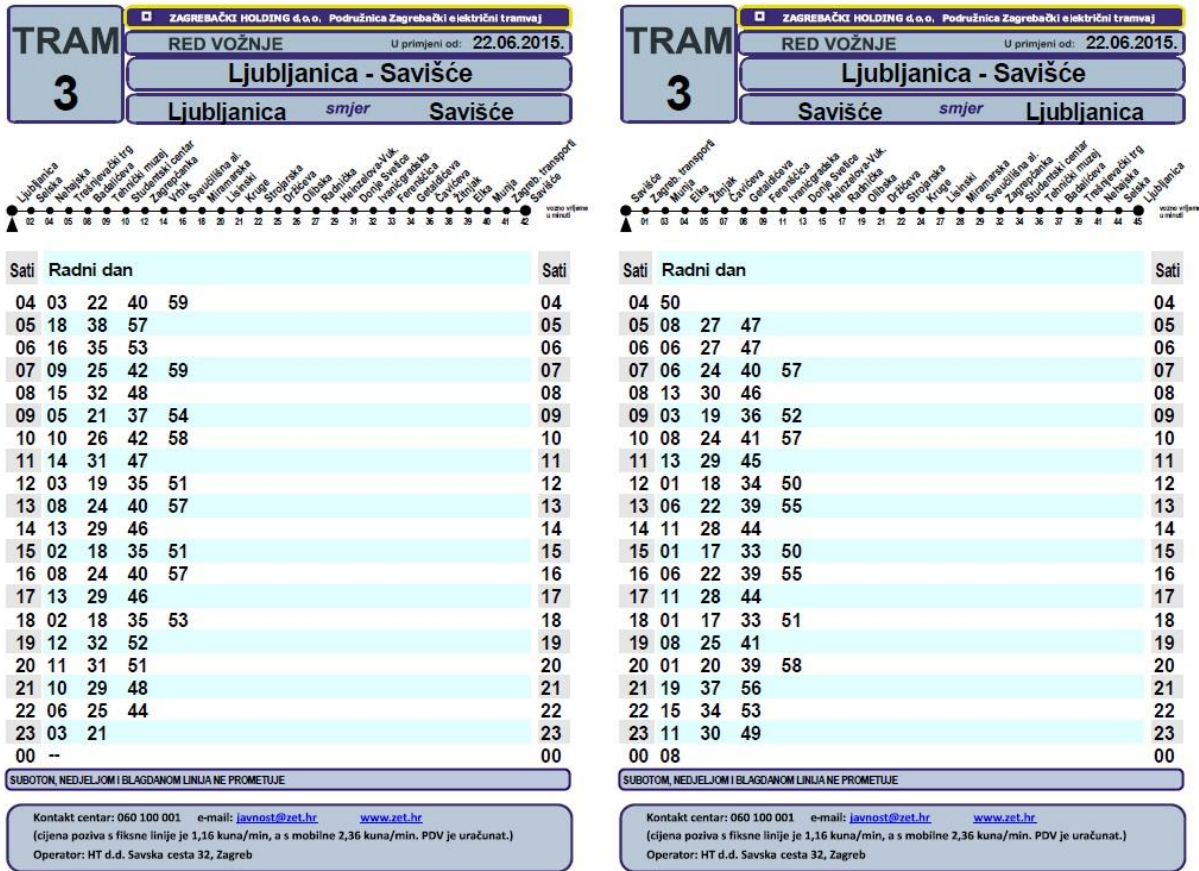 TRAM
3
ZAGREBAČKI HOLDING d.o.o. Podružnica Zagrebački električni tramvaj
RED VOŽNJE U primjeni od: 22.06.2015.
Ljubljanica - Savišće
Ljubljanica smjer Savišće
Ljubljanica Selska Nehajska Trešnjevački trg Badalićeva Tehnički muzej Studentski centar Zagrepčanka Vrbik Sveučilišna al. Miramarska Lisinski Kruge Strojarska Držićeva Olibska Radnička Heinzelova-Vuk. Donje Svetice Ivanićgradska Ferenščica Getaldićeva Čavićeva Žitnjak Elka Munja Zagreb. transporti Savišće
02 04 05 08 09 10 12 14 16 18 20 21 22 25 26 27 29 31 32 33 34 36 38 39 40 41 42
vozno vrijeme
u minuti
Sati Radni dan Sati
04 03 22 40 59 04
05 18 38 57 05
06 16 35 53 06
07 09 25 42 59 07
08 15 32 48 08
09 05 21 37 54 09
10 10 26 42 58 10
11 14 31 47 11
12 03 19 35 51 12
13 08 24 40 57 13
14 13 29 46 14
15 02 18 35 51 15
16 08 24 40 57 16
17 13 29 46 17
18 02 18 35 53 18
19 12 32 52 19
20 11 31 51 20
21 10 29 48 21
22 06 25 44 22
23 03 21 23
00 -- 00
SUBOTOM, NEDJELJOM I BLAGDANOM LINIJA NE PROMETUJE
Kontakt centar: 060 100 001 e-mail: javnost@zet.hr www.zet.hr
(cijena poziva s fiksne linije je 1,16 kuna/min, a s mobilne 2,36 kuna/min. PDV je uračunat.)
Operator: HT d.d. Savska cesta 32, Zagreb
TRAM
3
ZAGREBAČKI HOLDING d.o.o. Podružnica Zagrebački električni tramvaj
RED VOŽNJE U primjeni od: 22.06.2015.
Ljubljanica - Savišće
Savišće smjer Ljubljanica
Savišće Zagreb. transporti Munja Elka Žitnjak Čavićeva Getaldićeva Ferenščica Ivanićgradska Donje Svetice Heinzelova-Vuk. Radnička Olibska Držićeva Strojarska Kruge Lisinski Miramarska Sveučilišna al. Zagrepčanka Studentski centar Tehnički muzej Badalićeva Trešnjevački trg Nehajska Selska Ljubljanica
01 03 04 05 07 08 09 11 13 15 17 19 21 22 24 27 28 29 32 34 36 37 39 41 44 45
vozno vrijeme
u minuti
Sati Radni dan Sati
04 50 04
05 08 27 47 05
06 06 27 47 06
07 06 24 40 57 07
08 13 30 46 08
09 03 19 36 52 09
10 08 24 41 57 10
11 13 29 45 11
12 01 18 34 50 12
13 06 22 39 55 13
14 11 28 44 14
15 01 17 33 50 15
16 06 22 39 55 16
17 11 28 44 17
18 01 17 33 51 18
19 08 25 41 19
20 01 20 39 58 20
21 19 37 56 21
22 15 34 53 22
23 11 30 49 23
00 08 00
SUBOTOM, NEDJELJOM I BLAGDANOM LINIJA NE PROMETUJE
Kontakt centar: 060 100 001 e-mail: javnost@zet.hr www.zet.hr
(cijena poziva s fiksne linije je 1,16 kuna/min, a s mobilne 2,36 kuna/min. PDV je uračunat.)
Operator: HT d.d. Savska cesta 32, Zagreb